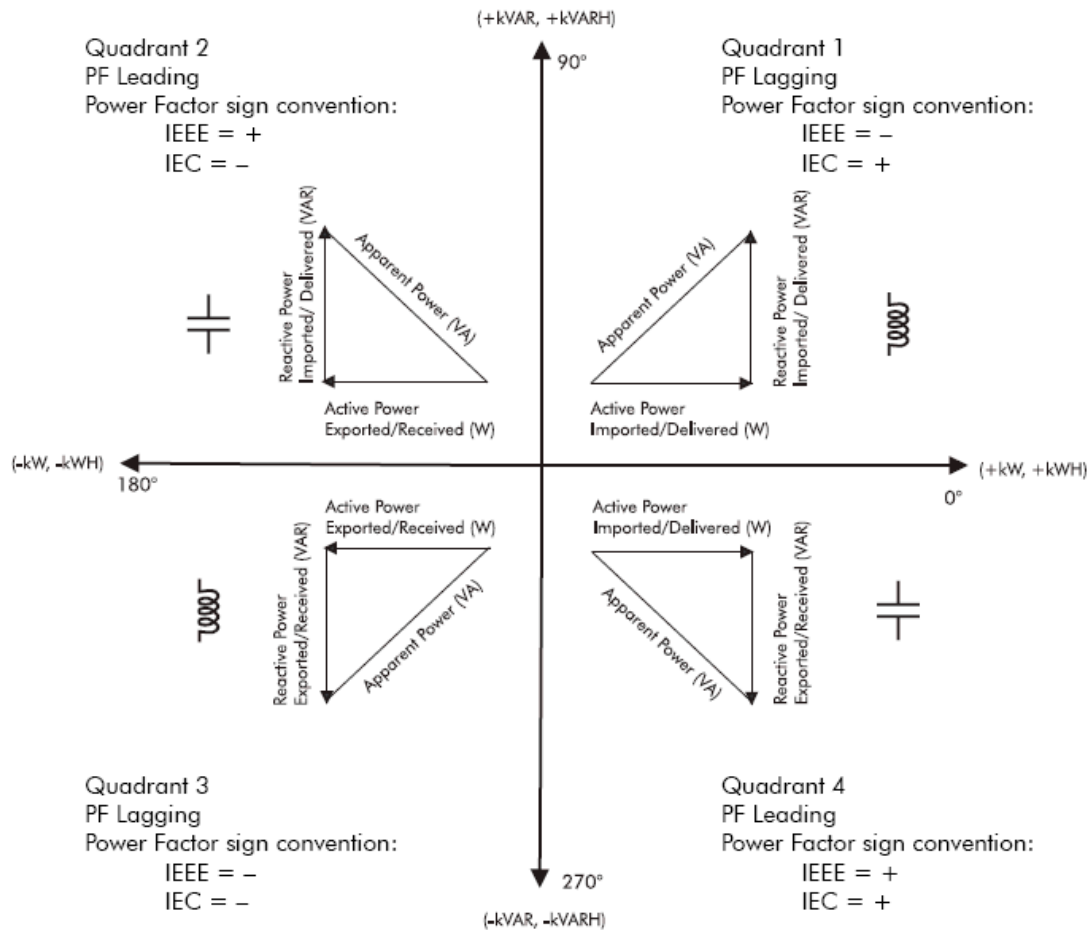 (+kVAR, +kVARH)
90°
Quadrant 2
PF Leading
Power Factor sign convention:
IEEE = +
IEC = –
Quadrant 1
PF Lagging
Power Factor sign convention:
IEEE = –
IEC = +
Reactive Power
Imported/ Delivered (VAR)
Apparent Power (VA)
Active Power
Exported/Received (W)
Apparent Power (VA)
Reactive Power
Imported/ Delivered (VAR)
Active Power
Imported/Delivered (W)
(-kW, -kWH)
180°
(+kW, +kWH)
0°
Active Power
Exported/Received (W)
Reactive Power
Exported/Received (VAR)
Apparent Power (VA)
Active Power
Imported/Delivered (W)
Apparent Power (VA)
Reactive Power
Exported/Received (VAR)
Quadrant 3
PF Lagging
Power Factor sign convention:
IEEE = –
IEC = –
Quadrant 4
PF Leading
Power Factor sign convention:
IEEE = +
IEC = +
270°
(-kVAR, -kVARH)